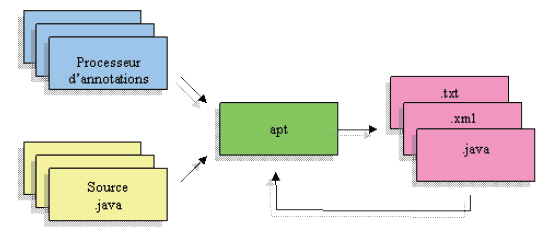 Processeur
d'annotations
Source
.java
apt
.txt
.xml
.java